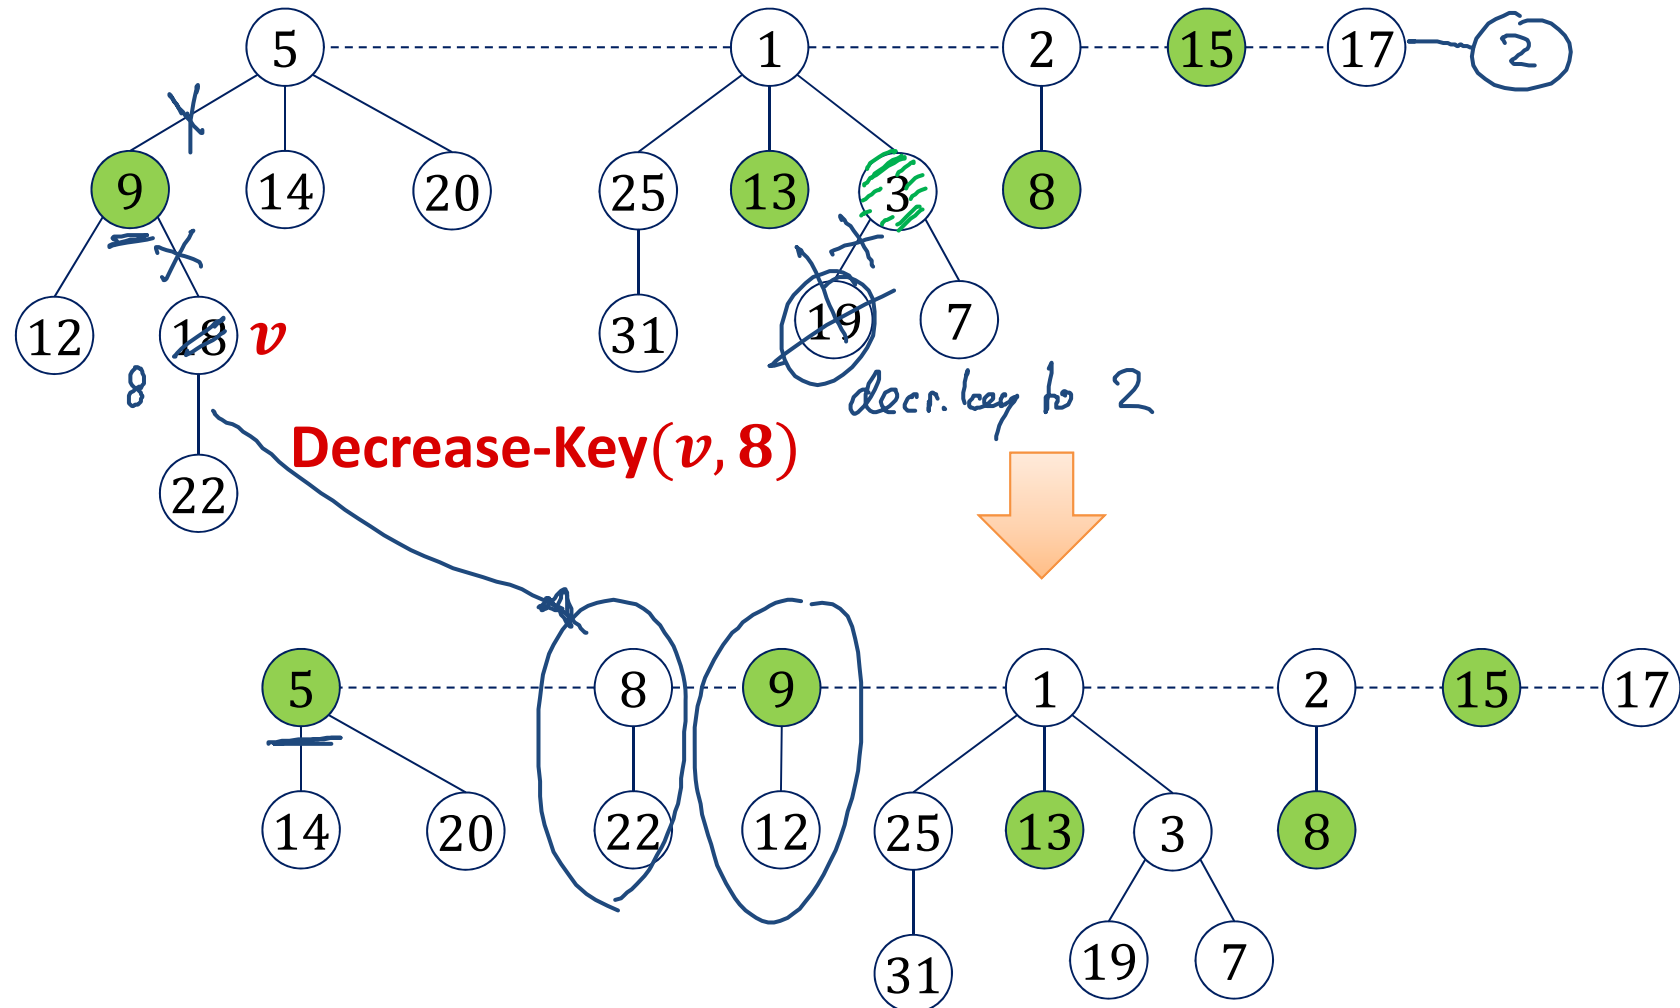 5 1 2 15 17 2
9 14 20 25 13 3 8
12 18 v 31 19 7
8 decr. key to 2
Decrease-Key(v, 8)
22
5 8 9 1 2 15 17
14 20 22 12 25 13 3 8
31 19 7